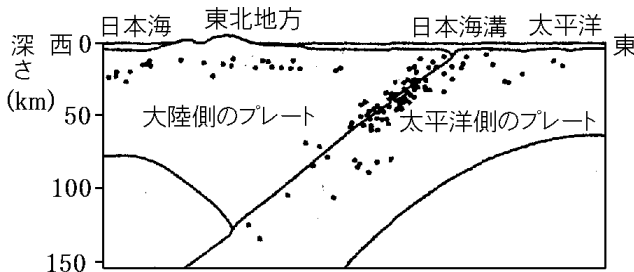 日本海 東北地方 日本海溝 太平洋
深さ(km) 西 東
0
50
100
150
大陸側のプレート 太平洋側のプレート